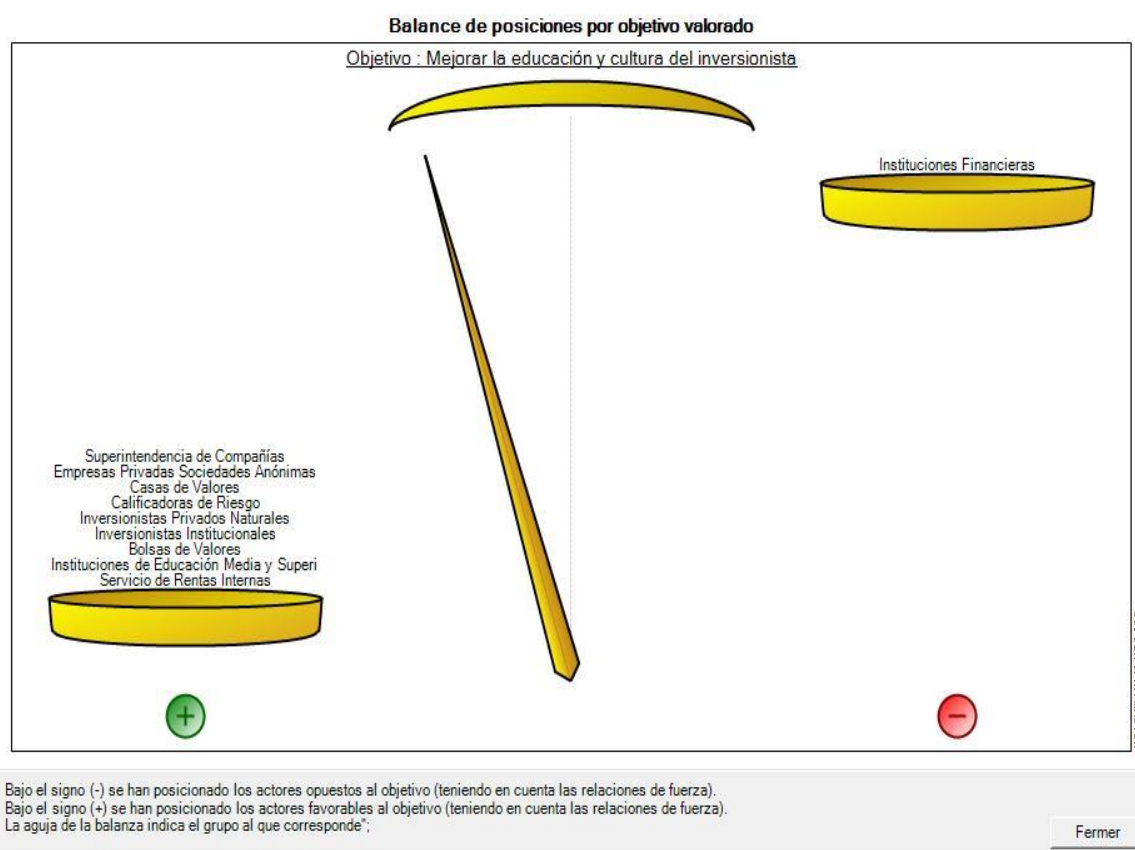 Balance de posiciones por objetivo valorado
Objetivo : Mejorar la educación y cultura del inversionista
Instituciones Financieras
Superintendencia de Compañías
Empresas Privadas Sociedades Anónimas
Casas de Valores
Calificadoras de Riesgo
Inversionistas Privados Naturales
Inversionistas Institucionales
Bolsas de Valores
Instituciones de Educación Media y Superi
Servicio de Rentas Internas
+
−
Bajo el signo (-) se han posicionado los actores opuestos al objetivo (teniendo en cuenta las relaciones de fuerza).
Bajo el signo (+) se han posicionado los actores favorables al objetivo (teniendo en cuenta las relaciones de fuerza).
La aguja de la balanza indica el grupo al que corresponde";
Fermer